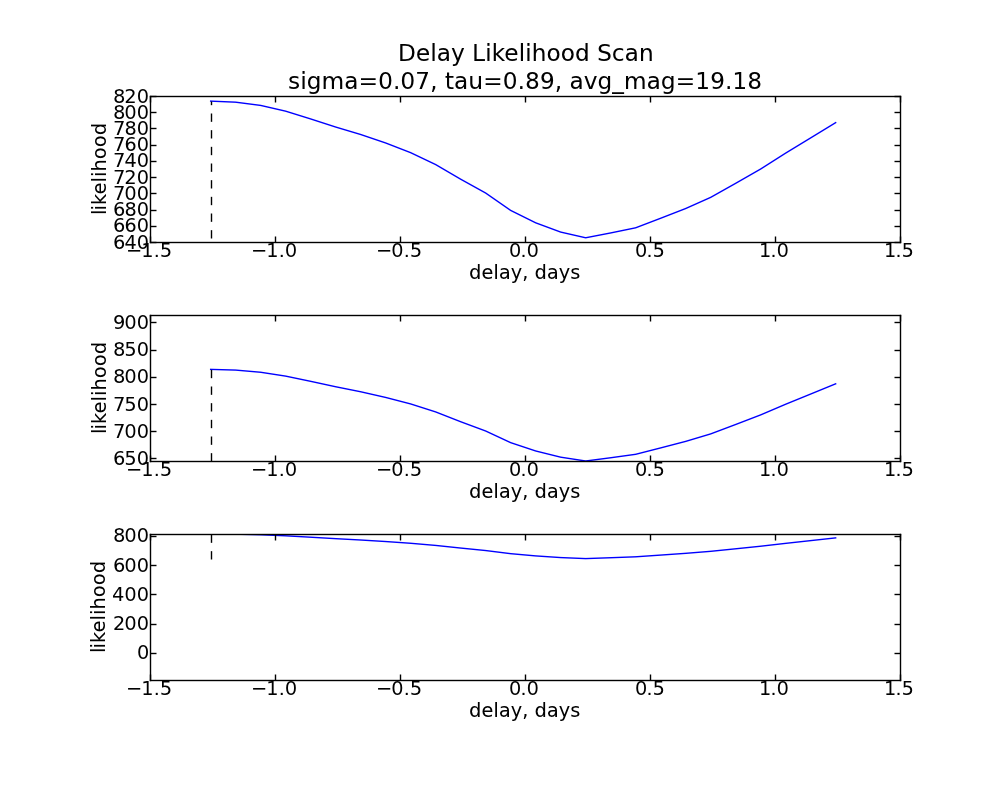 Delay Likelihood Scan
sigma=0.07, tau=0.89, avg_mag=19.18
820
800
780
760
740
720
700
680
660
640
likelihood
−1.5 −1.0 −0.5 0.0 0.5 1.0 1.5
delay, days
900
850
800
750
700
650
likelihood
−1.5 −1.0 −0.5 0.0 0.5 1.0 1.5
delay, days
800
600
400
200
0
likelihood
−1.5 −1.0 −0.5 0.0 0.5 1.0 1.5
delay, days